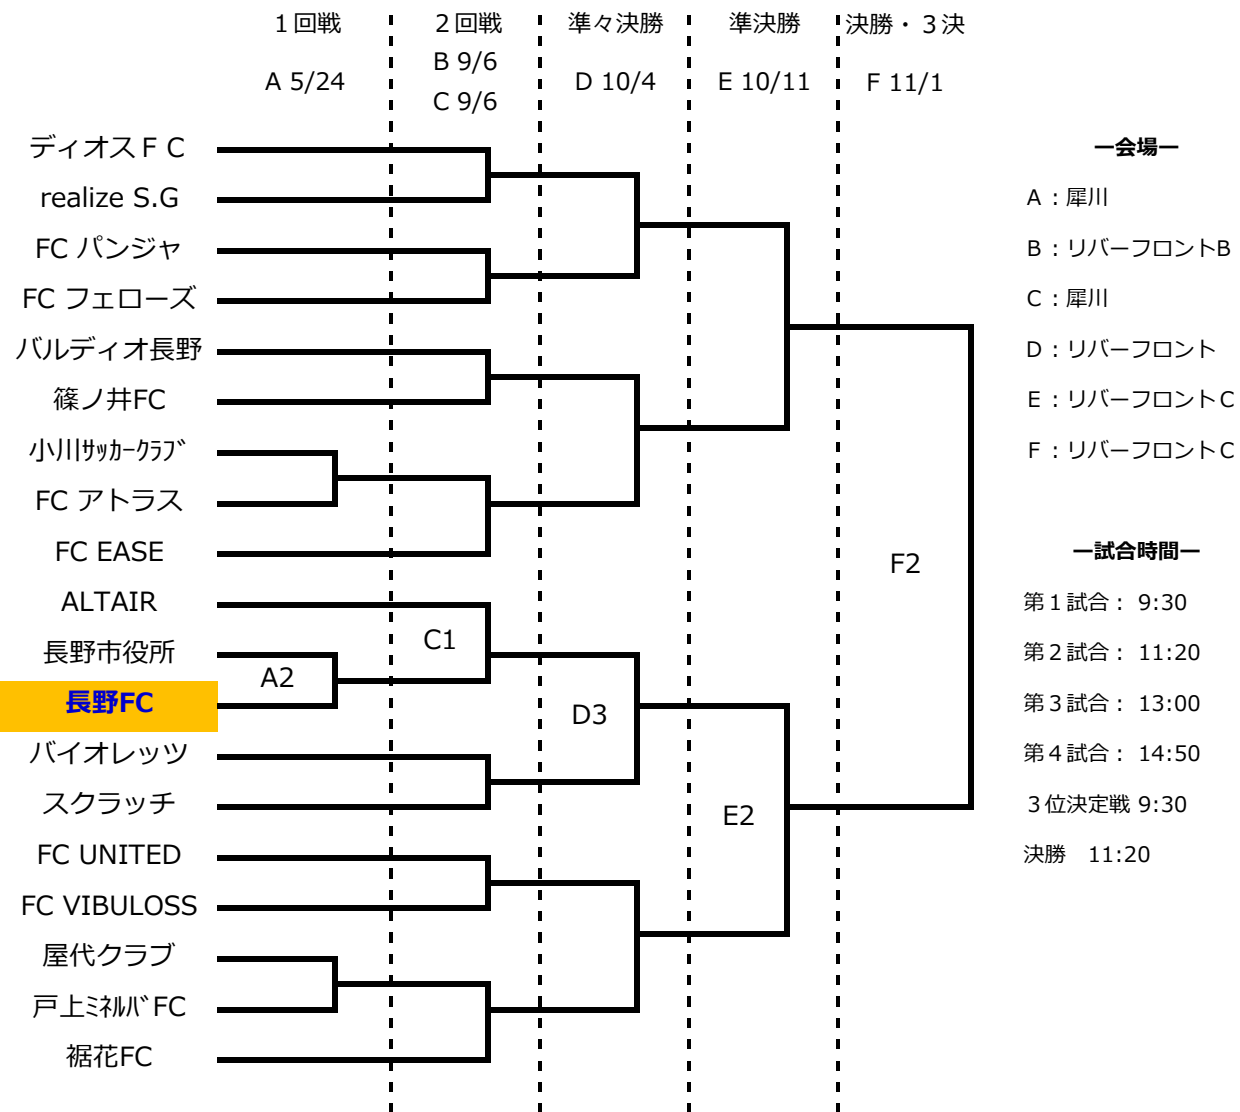 １回戦
２回戦
準々決勝
準決勝
決勝・３決
A 5/24
B 9/6
C 9/6
D 10/4
E 10/11
F 11/1
ディオスＦＣ
realize S.G
FC パンジャ
FC フェローズ
バルディオ長野
篠ノ井FC
小川ｻｯｶｰｸﾗﾌﾞ
FC アトラス
FC EASE
ALTAIR
長野市役所
長野FC
バイオレッツ
スクラッチ
FC UNITED
FC VIBULOSS
屋代クラブ
戸上ﾐﾈﾙﾊﾞFC
裾花FC
A2
C1
D3
E2
F2
ー会場ー
Ａ：犀川
Ｂ：リバーフロントB
Ｃ：犀川
Ｄ：リバーフロント
Ｅ：リバーフロントＣ
Ｆ：リバーフロントＣ
ー試合時間ー
第１試合： 9:30
第２試合： 11:20
第３試合： 13:00
第４試合： 14:50
３位決定戦 9:30
決勝　11:20